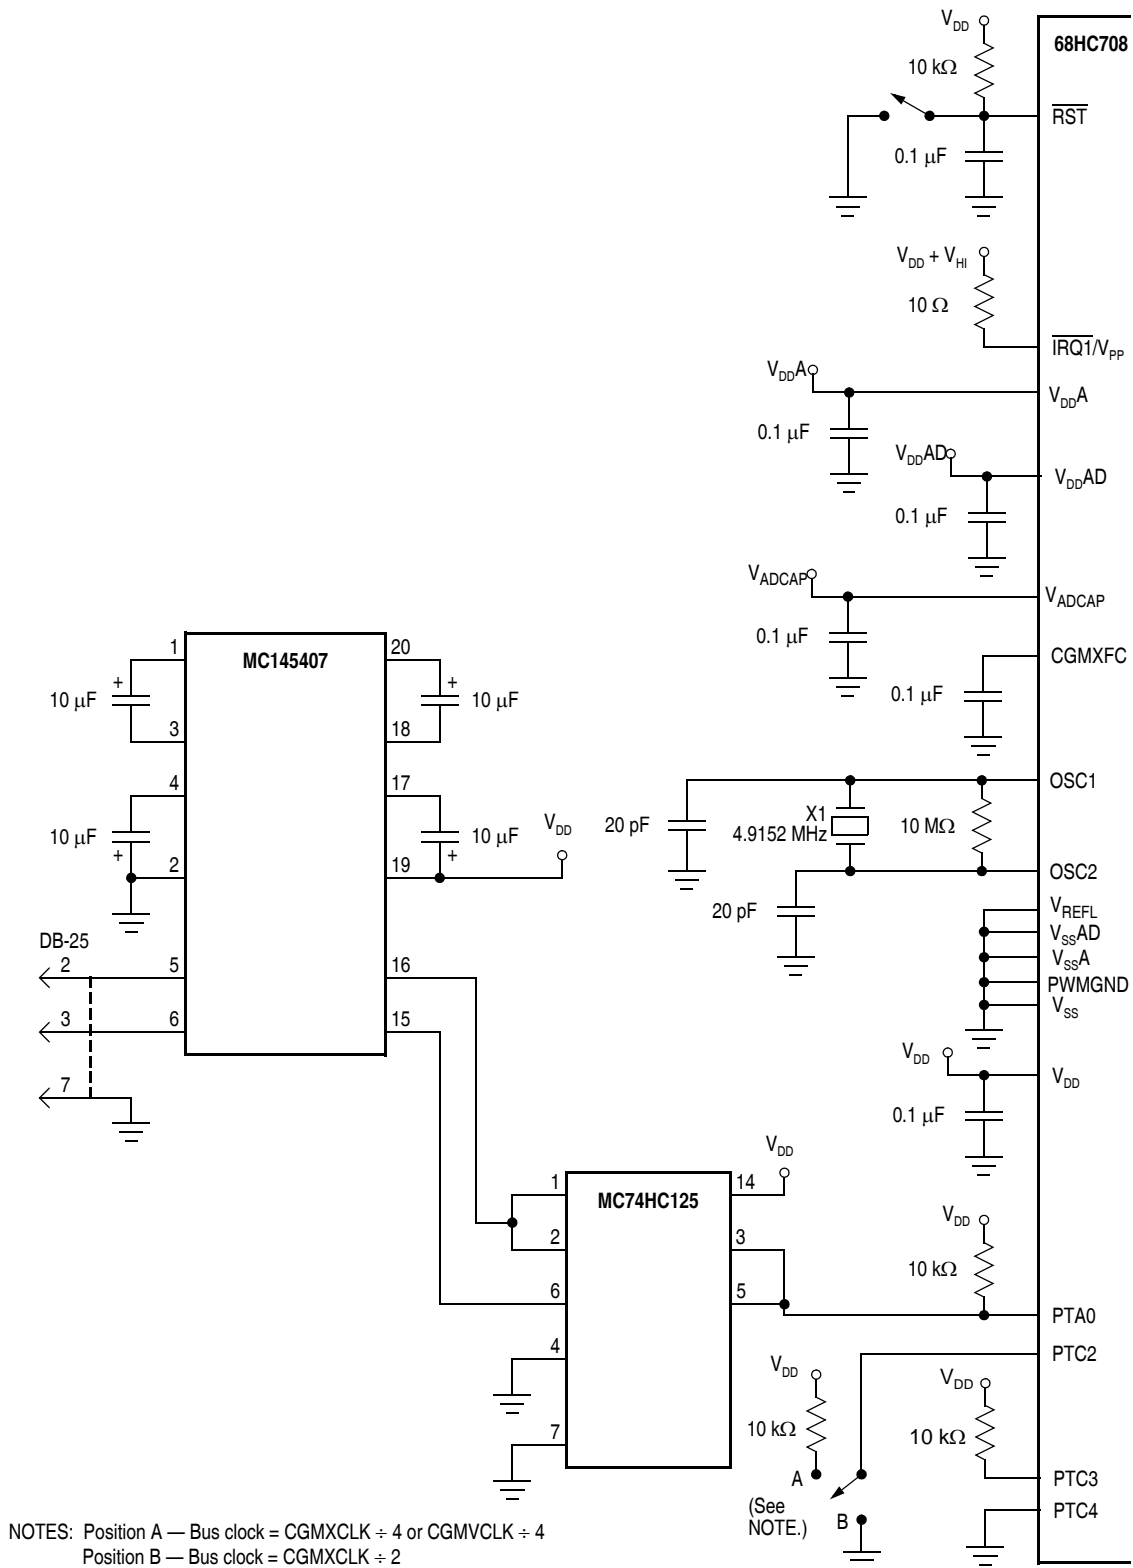 V_DD
68HC708
10 kΩ
RST
0.1 µF
V_DD + V_HI
10 Ω
IRQ1/V_PP
V_DDA
V_DDA
0.1 µF
V_DDAD
V_DDAD
0.1 µF
V_ADCAP
V_ADCAP
0.1 µF
CGMXFC
0.1 µF
MC145407
1
20
+
10 µF
+
10 µF
3
18
4
17
10 µF
+
10 µF
+
V_DD
2
19
OSC1
20 pF
X1
4.9152 MHz
10 MΩ
OSC2
20 pF
V_REFL
V_SSAD
V_SSA
PWMGND
V_SS
DB-25
2
5
16
3
6
15
7
V_DD
V_DD
0.1 µF
MC74HC125
1
14
V_DD
2
3
6
5
4
7
V_DD
10 kΩ
PTA0
PTC2
V_DD
10 kΩ
V_DD
10 kΩ
A
PTC3
(See
NOTE.)
B
PTC4
NOTES: Position A — Bus clock = CGMXCLK ÷ 4 or CGMVCLK ÷ 4
Position B — Bus clock = CGMXCLK ÷ 2